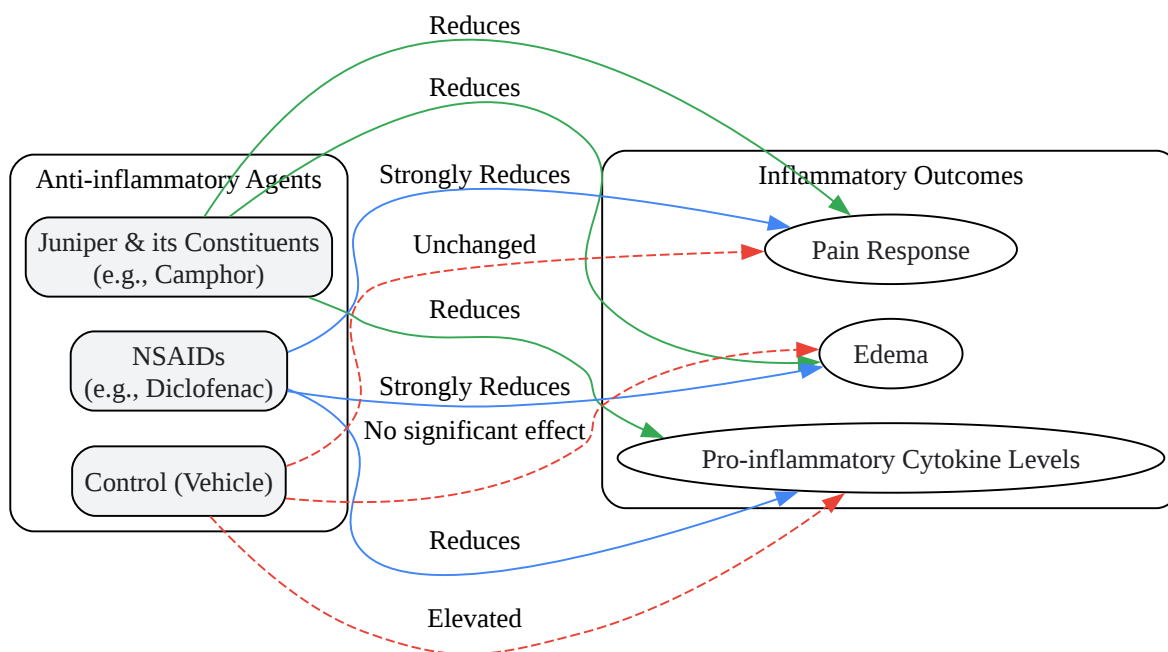 Reduces
Reduces
Anti-inflammatory Agents
Strongly Reduces
Inflammatory Outcomes
Juniper & its Constituents
(e.g., Camphor)
Unchanged
Pain Response
Reduces
NSAIDs
(e.g., Diclofenac)
Edema
Strongly Reduces
No significant effect
Control (Vehicle)
Pro-inflammatory Cytokine Levels
Reduces
Elevated